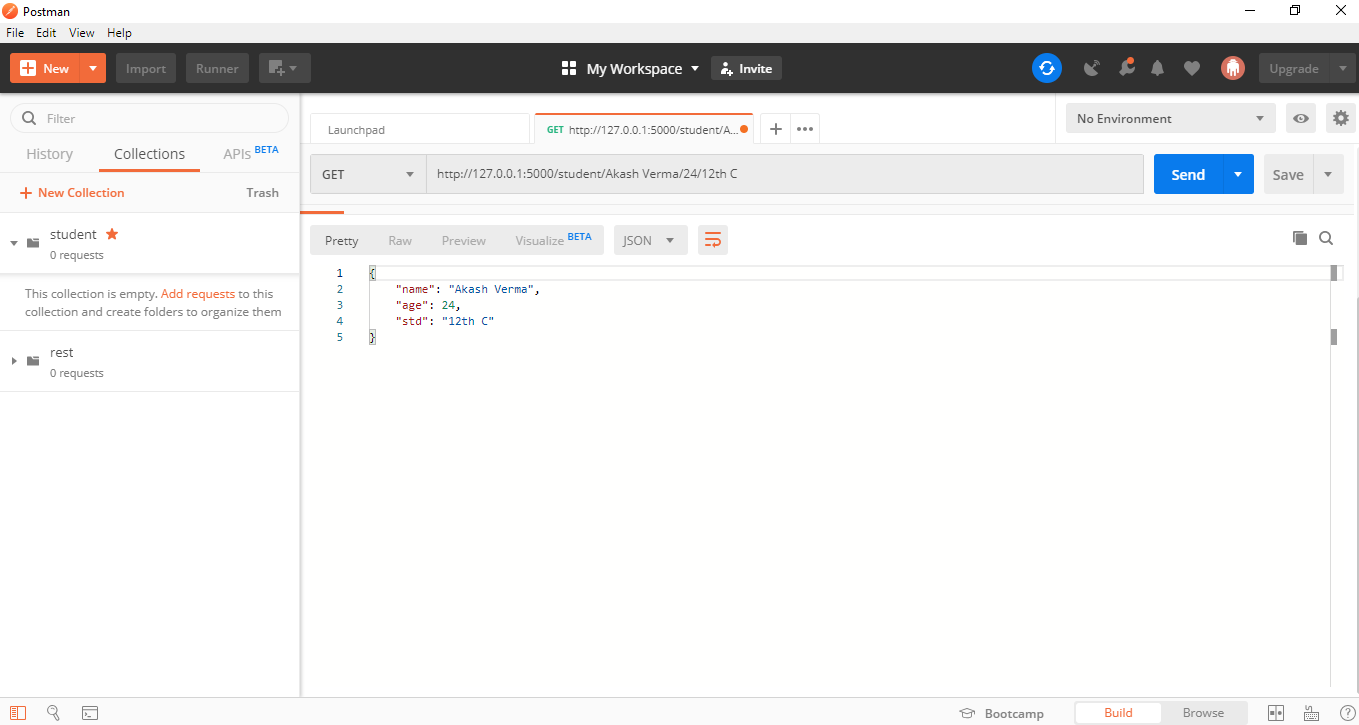 Postman
File Edit View Help
New Import Runner My Workspace Invite Upgrade
Filter
History Collections APIs BETA
New Collection Trash
student
0 requests
This collection is empty. Add requests to this
collection and create folders to organize them
rest
0 requests
Launchpad GET http://127.0.0.1:5000/student/A... No Environment
GET http://127.0.0.1:5000/student/Akash Verma/24/12th C Send Save
Pretty Raw Preview Visualize BETA JSON
1 {
2 "name": "Akash Verma",
3 "age": 24,
4 "std": "12th C"
5 }
Bootcamp Build Browse ?